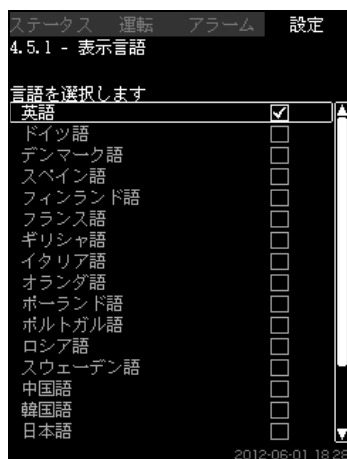 ステータス 運転 アラーム 設定
4.5.1 - 表示言語
言語を選択します
英語
ドイツ語
デンマーク語
スペイン語
フィンランド語
フランス語
ギリシャ語
イタリア語
オランダ語
ポーランド語
ポルトガル語
ロシア語
スウェーデン語
中国語
韓国語
日本語
2012-06-01 18:28